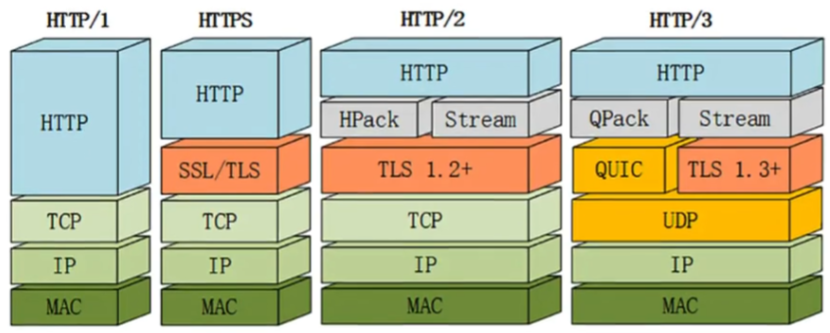 HTTP/1 HTTPS HTTP/2 HTTP/3
HTTP HTTP HTTP HTTP
HPack Stream QPack Stream
SSL/TLS TLS 1.2+ QUIC TLS 1.3+
TCP TCP TCP UDP
IP IP IP IP
MAC MAC MAC MAC